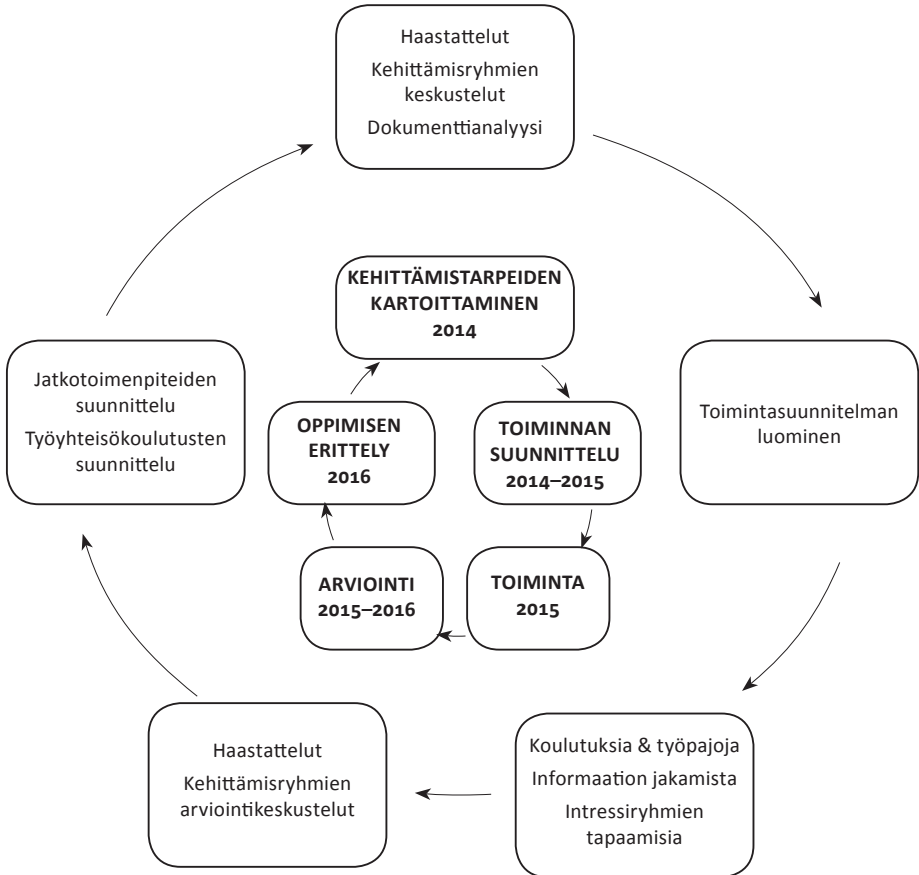 Haastattelut
Kehittämisryhmien
keskustelut
Dokumenttianalyysi
KEHITTÄMISTARPEIDEN
KARTOITTAMINEN
2014
Jatkotoimenpiteiden
suunnittelu
Työyhteisökoulutusten
suunnittelu
OPPIMISEN
ERITTELY
2016
TOIMINNAN
SUUNNITTELU
2014–2015
Toimintasuunnitelman
luominen
ARVIOINTI
2015–2016
TOIMINTA
2015
Haastattelut
Kehittämisryhmien
arviointikeskustelut
Koulutuksia & työpajoja
Informaation jakamista
Intressiryhmien
tapaamisia